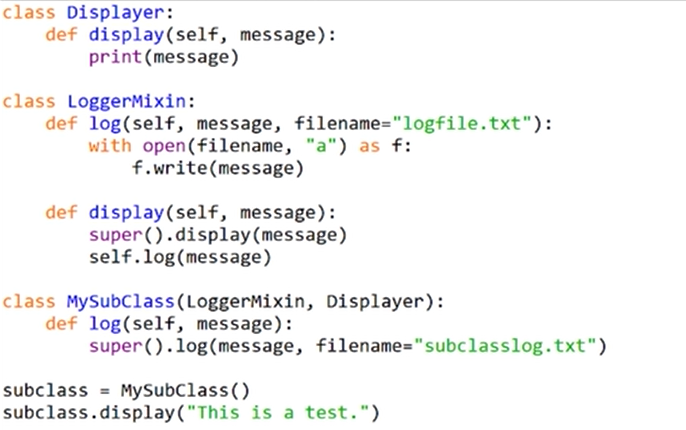 class Displayer:
    def display(self, message):
        print(message)

class LoggerMixin:
    def log(self, message, filename="logfile.txt"):
        with open(filename, "a") as f:
            f.write(message)

    def display(self, message):
        super().display(message)
        self.log(message)

class MySubClass(LoggerMixin, Displayer):
    def log(self, message):
        super().log(message, filename="subclasslog.txt")

subclass = MySubClass()
subclass.display("This is a test.")